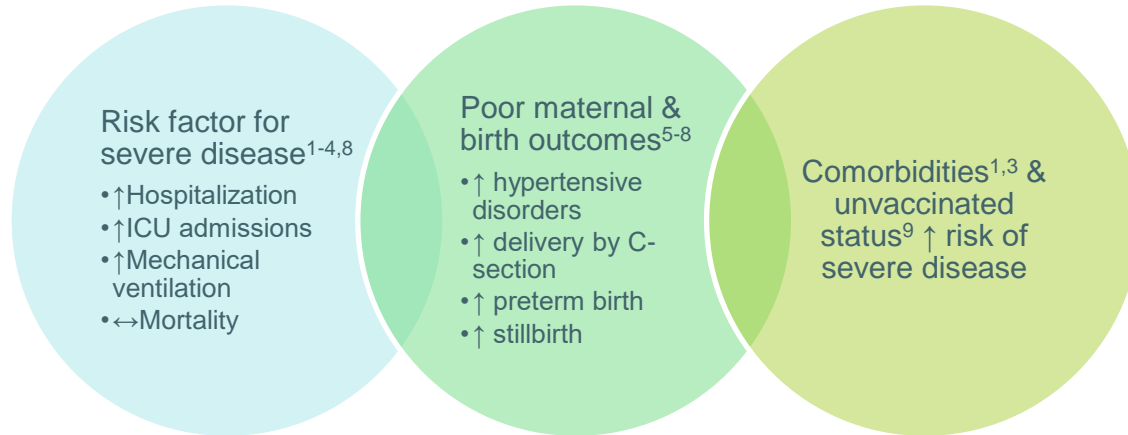 Risk factor for
severe disease1-4,8
•↑Hospitalization
•↑ICU admissions
•↑Mechanical
ventilation
•↔Mortality
Poor maternal &
birth outcomes5-8
•↑ hypertensive
disorders
•↑ delivery by C-
section
•↑ preterm birth
•↑ stillbirth
Comorbidities1,3 &
unvaccinated
status9 ↑ risk of
severe disease